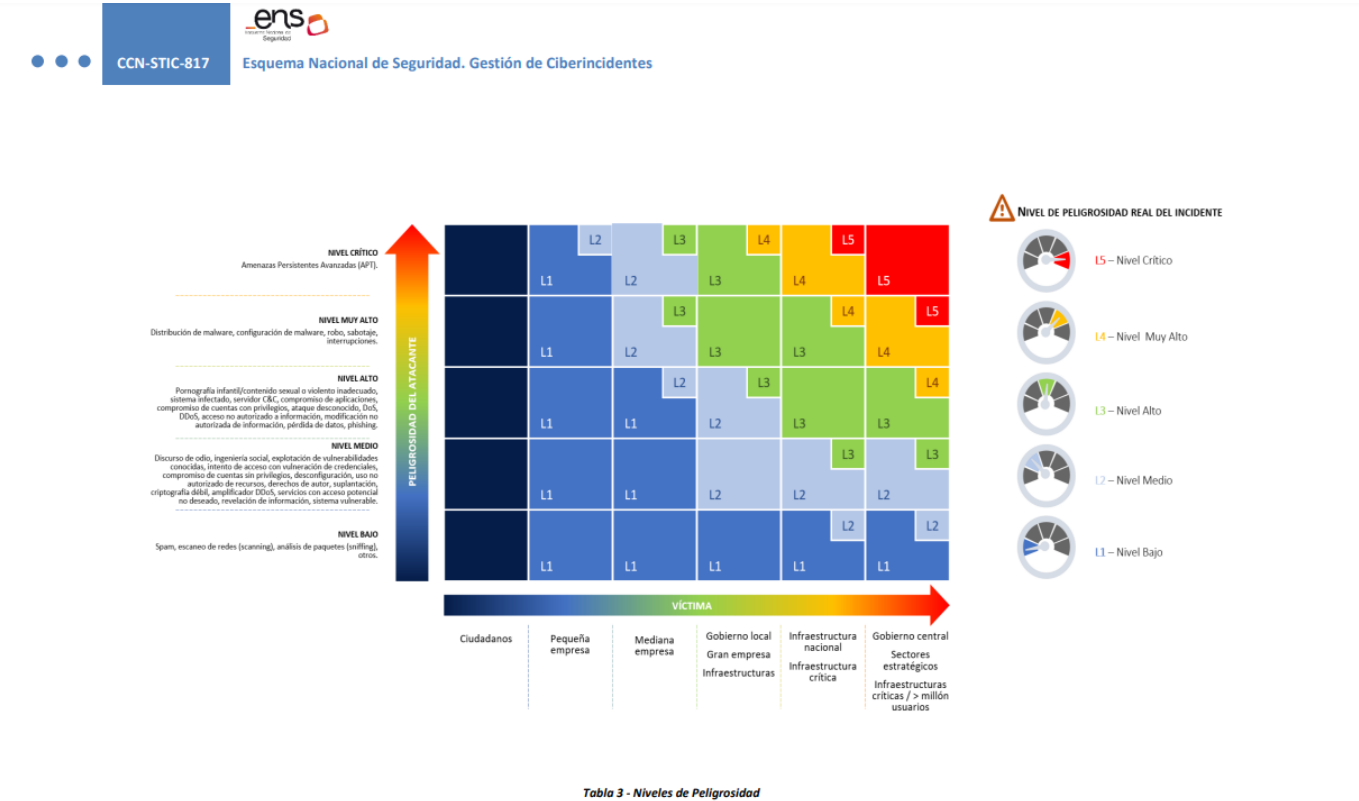 ens
Esquema Nacional de
Seguridad
CCN-STIC-817
Esquema Nacional de Seguridad. Gestión de Ciberincidentes
NIVEL DE PELIGROSIDAD REAL DEL INCIDENTE
L5 – Nivel Crítico
L4 – Nivel Muy Alto
L3 – Nivel Alto
L2 – Nivel Medio
L1 – Nivel Bajo
PELIGROSIDAD DEL ATACANTE
NIVEL CRÍTICO
Amenazas Persistentes Avanzadas (APT).
L2
L3
L4
L5
L1
L2
L3
L4
L5
NIVEL MUY ALTO
Distribución de malware, configuración de malware, robo, sabotaje,
interrupciones.
L3
L4
L5
L1
L2
L3
L3
L4
NIVEL ALTO
Pornografía infantil/contenido sexual o violento inadecuado,
sistema infectado, servidor C&C, compromiso de aplicaciones,
compromiso de cuentas con privilegios, ataque desconocido, DoS,
DDoS, acceso no autorizado a información, modificación no
autorizada de información, pérdida de datos, phishing.
L2
L3
L4
L1
L1
L2
L3
L3
NIVEL MEDIO
Discurso de odio, ingeniería social, explotación de vulnerabilidades
conocidas, intento de acceso con vulneración de credenciales,
compromiso de cuentas sin privilegios, desconfiguración, uso no
autorizado de recursos, derechos de autor, suplantación,
criptografía débil, amplificador DDoS, servicios con acceso potencial
no deseado, revelación de información, sistema vulnerable.
L3
L3
L1
L1
L2
L2
L2
NIVEL BAJO
Spam, escaneo de redes (scanning), análisis de paquetes (sniffing),
otros.
L2
L2
L1
L1
L1
L1
L1
VÍCTIMA
Ciudadanos
Pequeña
empresa
Mediana
empresa
Gobierno local
Gran empresa
Infraestructuras
Infraestructura
nacional
Infraestructura
crítica
Gobierno central
Sectores
estratégicos
Infraestructuras
críticas / > millón
usuarios
Tabla 3 - Niveles de Peligrosidad